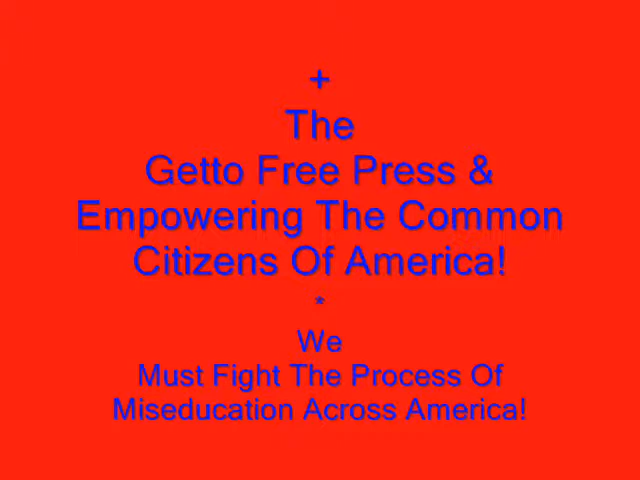 +
The
Getto Free Press &
Empowering The Common
Citizens Of America!
*
We
Must Fight The Process Of
Miseducation Across America!